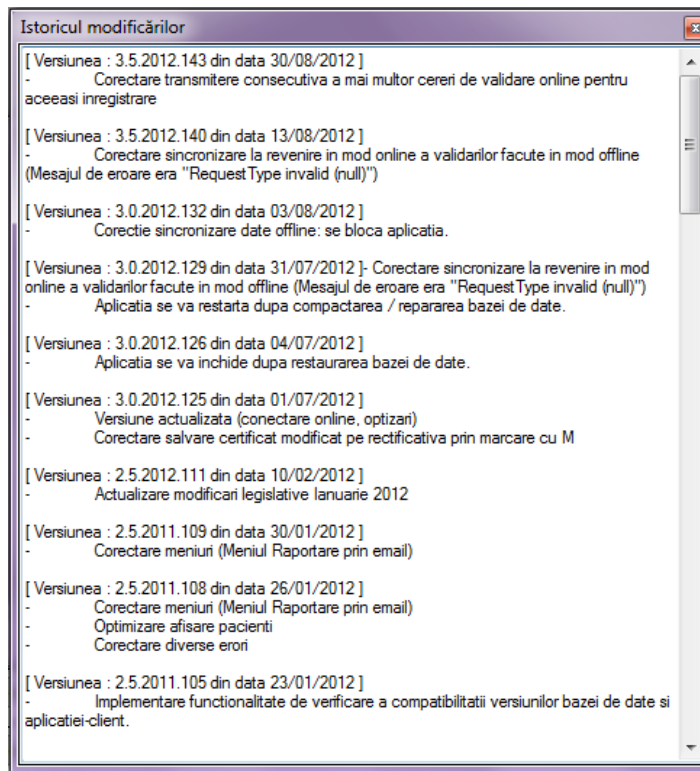 Istoricul modificărilor
[ Versiunea : 3.5.2012.143 din data 30/08/2012 ]
- Corectare transmitere consecutiva a mai multor cereri de validare online pentru
aceeasi inregistrare
[ Versiunea : 3.5.2012.140 din data 13/08/2012 ]
- Corectare sincronizare la revenire in mod online a validarilor facute in mod offline
(Mesajul de eroare era "RequestType invalid (null)")
[ Versiunea : 3.0.2012.132 din data 03/08/2012 ]
- Corectie sincronizare date offline: se bloca aplicatia.
[ Versiunea : 3.0.2012.129 din data 31/07/2012 ]- Corectare sincronizare la revenire in mod
online a validarilor facute in mod offline (Mesajul de eroare era "RequestType invalid (null)")
- Aplicatia se va restarta dupa compactarea / repararea bazei de date.
[ Versiunea : 3.0.2012.126 din data 04/07/2012 ]
- Aplicatia se va inchide dupa restaurarea bazei de date.
[ Versiunea : 3.0.2012.125 din data 01/07/2012 ]
- Versiune actualizata (conectare online, optizari)
- Corectare salvare certificat modificat pe rectificativa prin marcare cu M
[ Versiunea : 2.5.2012.111 din data 10/02/2012 ]
- Actualizare modificari legislative Ianuarie 2012
[ Versiunea : 2.5.2011.109 din data 30/01/2012 ]
- Corectare meniuri (Meniul Raportare prin email)
[ Versiunea : 2.5.2011.108 din data 26/01/2012 ]
- Corectare meniuri (Meniul Raportare prin email)
- Optimizare afisare pacienti
- Corectare diverse erori
[ Versiunea : 2.5.2011.105 din data 23/01/2012 ]
- Implementare functionalitate de verificare a compatibilitatii versiunilor bazei de date si
aplicatiei-client.